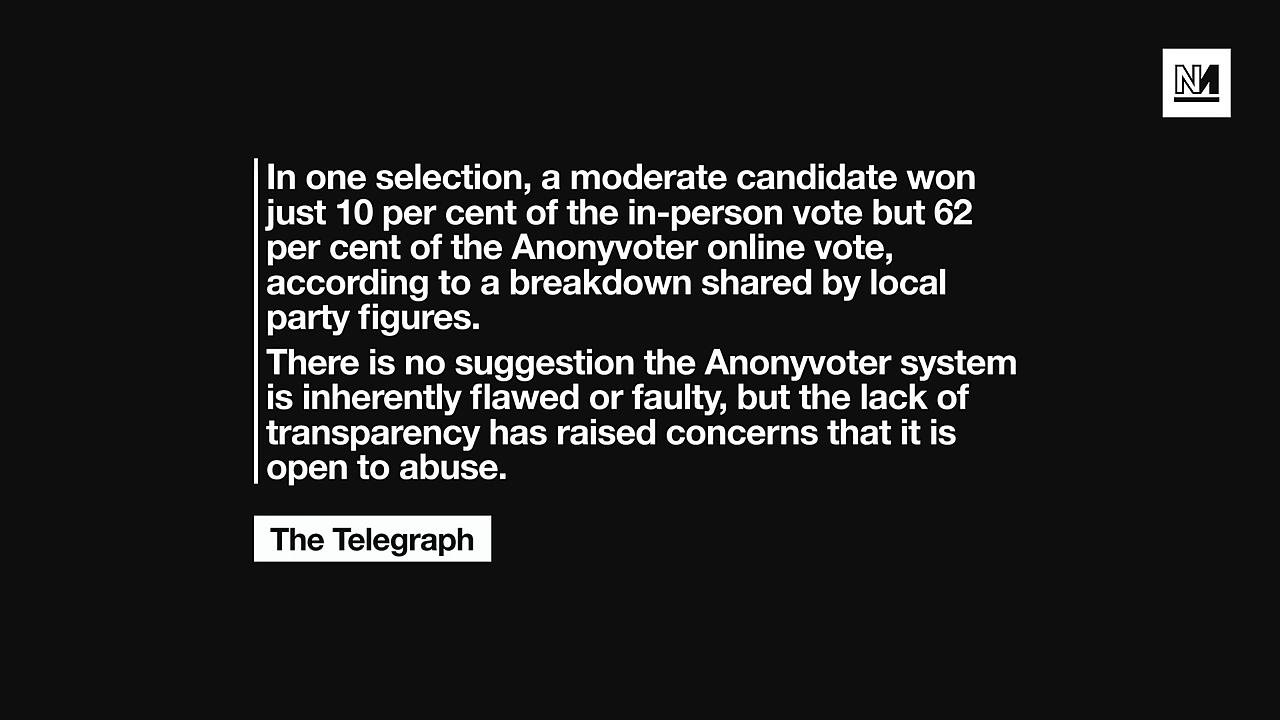 In one selection, a moderate candidate won
just 10 per cent of the in-person vote but 62
per cent of the Anonyvoter online vote,
according to a breakdown shared by local
party figures.
There is no suggestion the Anonyvoter system
is inherently flawed or faulty, but the lack of
transparency has raised concerns that it is
open to abuse.
The Telegraph